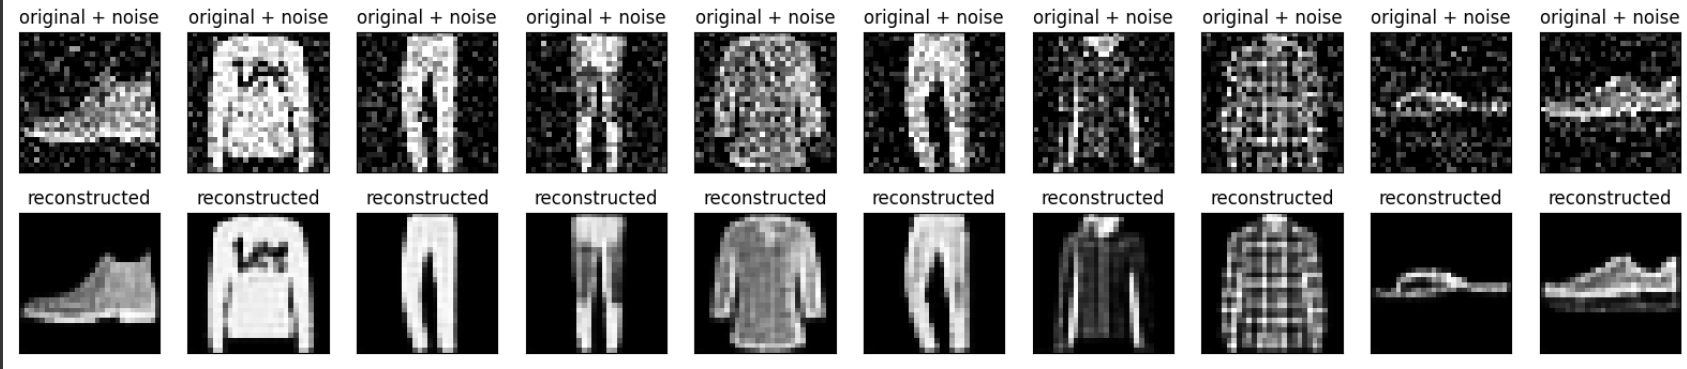 original + noise original + noise original + noise original + noise original + noise original + noise original + noise original + noise original + noise original + noise
reconstructed reconstructed reconstructed reconstructed reconstructed reconstructed reconstructed reconstructed reconstructed reconstructed